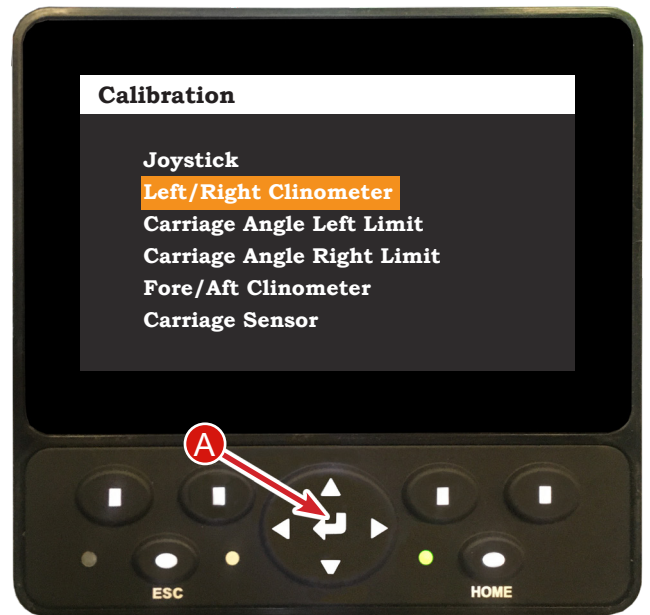 Calibration
Joystick
Left/Right Clinometer
Carriage Angle Left Limit
Carriage Angle Right Limit
Fore/Aft Clinometer
Carriage Sensor
A
ESC
HOME